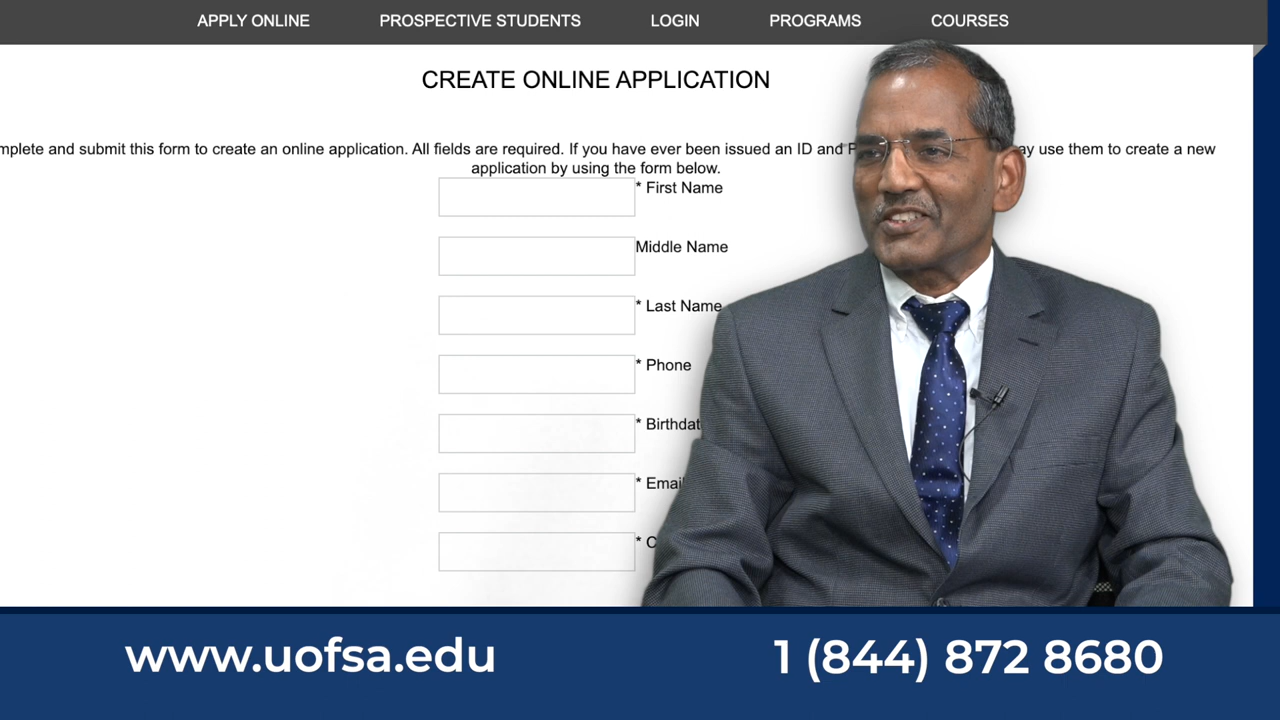 APPLY ONLINE PROSPECTIVE STUDENTS LOGIN PROGRAMS COURSES
CREATE ONLINE APPLICATION
mplete and submit this form to create an online application. All fields are required. If you have ever been issued an ID and P ay use them to create a new
application by using the form below.
* First Name
Middle Name
* Last Name
* Phone
* Birthdat
* Email
* C
www.uofsa.edu 1 (844) 872 8680